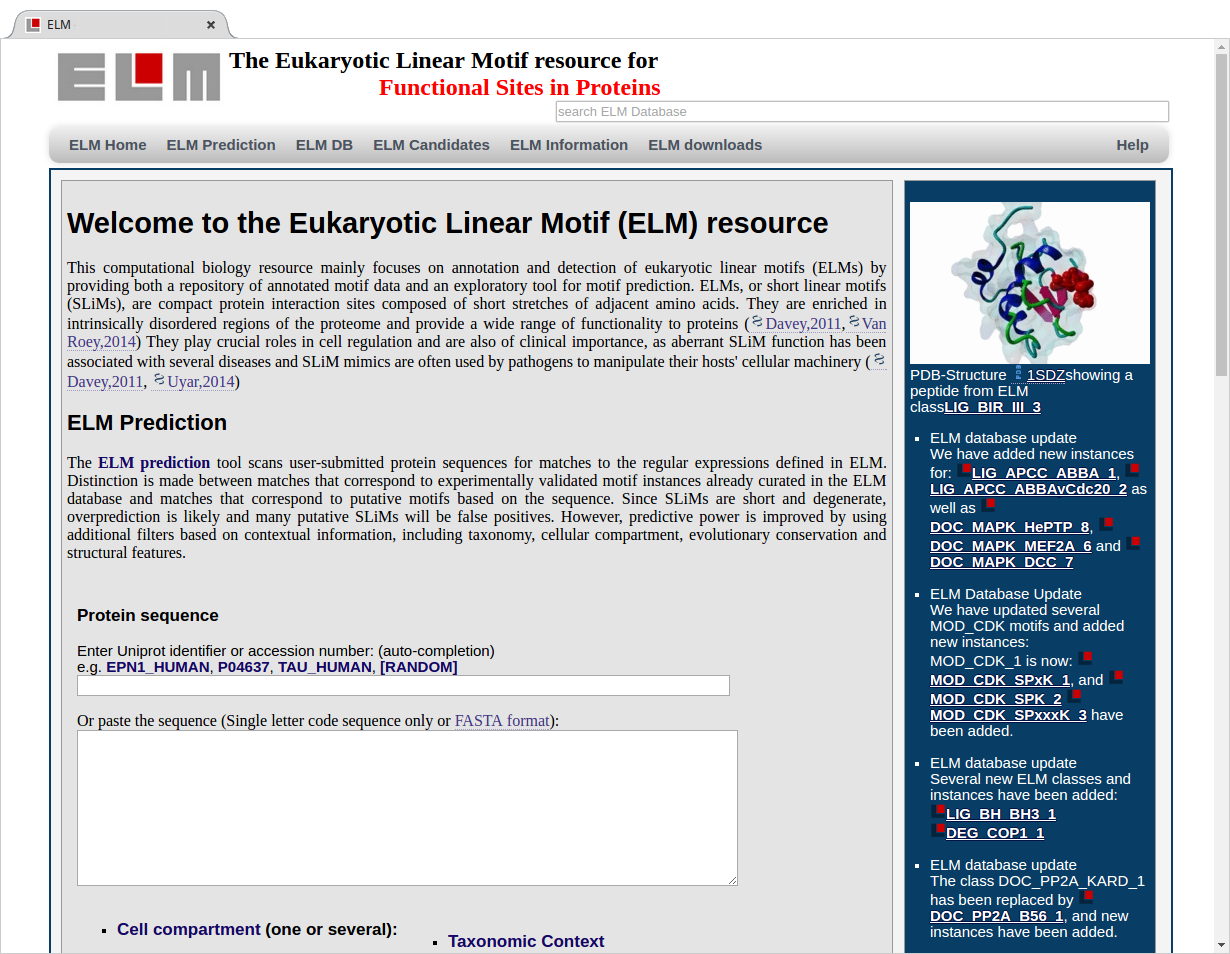 ELM
ELM
The Eukaryotic Linear Motif resource for
Functional Sites in Proteins
search ELM Database
ELM Home ELM Prediction ELM DB ELM Candidates ELM Information ELM downloads Help
Welcome to the Eukaryotic Linear Motif (ELM) resource
This computational biology resource mainly focuses on annotation and detection of eukaryotic linear motifs (ELMs) by
providing both a repository of annotated motif data and an exploratory tool for motif prediction. ELMs, or short linear motifs
(SLiMs), are compact protein interaction sites composed of short stretches of adjacent amino acids. They are enriched in
intrinsically disordered regions of the proteome and provide a wide range of functionality to proteins (Davey,2011, Van
Roey,2014) They play crucial roles in cell regulation and are also of clinical importance, as aberrant SLiM function has been
associated with several diseases and SLiM mimics are often used by pathogens to manipulate their hosts' cellular machinery (
Davey,2011, Uyar,2014)
ELM Prediction
The ELM prediction tool scans user-submitted protein sequences for matches to the regular expressions defined in ELM.
Distinction is made between matches that correspond to experimentally validated motif instances already curated in the ELM
database and matches that correspond to putative motifs based on the sequence. Since SLiMs are short and degenerate,
overprediction is likely and many putative SLiMs will be false positives. However, predictive power is improved by using
additional filters based on contextual information, including taxonomy, cellular compartment, evolutionary conservation and
structural features.
Protein sequence
Enter Uniprot identifier or accession number: (auto-completion)
e.g. EPN1_HUMAN, P04637, TAU_HUMAN, [RANDOM]
Or paste the sequence (Single letter code sequence only or FASTA format):
Cell compartment (one or several):
Taxonomic Context
PDB-Structure 1SDZshowing a
peptide from ELM
classLIG_BIR_III_3
ELM database update
We have added new instances
for: LIG_APCC_ABBA_1,
LIG_APCC_ABBAvCdc20_2 as
well as
DOC_MAPK_HePTP_8,
DOC_MAPK_MEF2A_6 and
DOC_MAPK_DCC_7
ELM Database Update
We have updated several
MOD_CDK motifs and added
new instances:
MOD_CDK_1 is now:
MOD_CDK_SPxK_1, and
MOD_CDK_SPK_2
MOD_CDK_SPxxxK_3 have
been added.
ELM database update
Several new ELM classes and
instances have been added:
LIG_BH_BH3_1
DEG_COP1_1
ELM database update
The class DOC_PP2A_KARD_1
has been replaced by
DOC_PP2A_B56_1, and new
instances have been added.